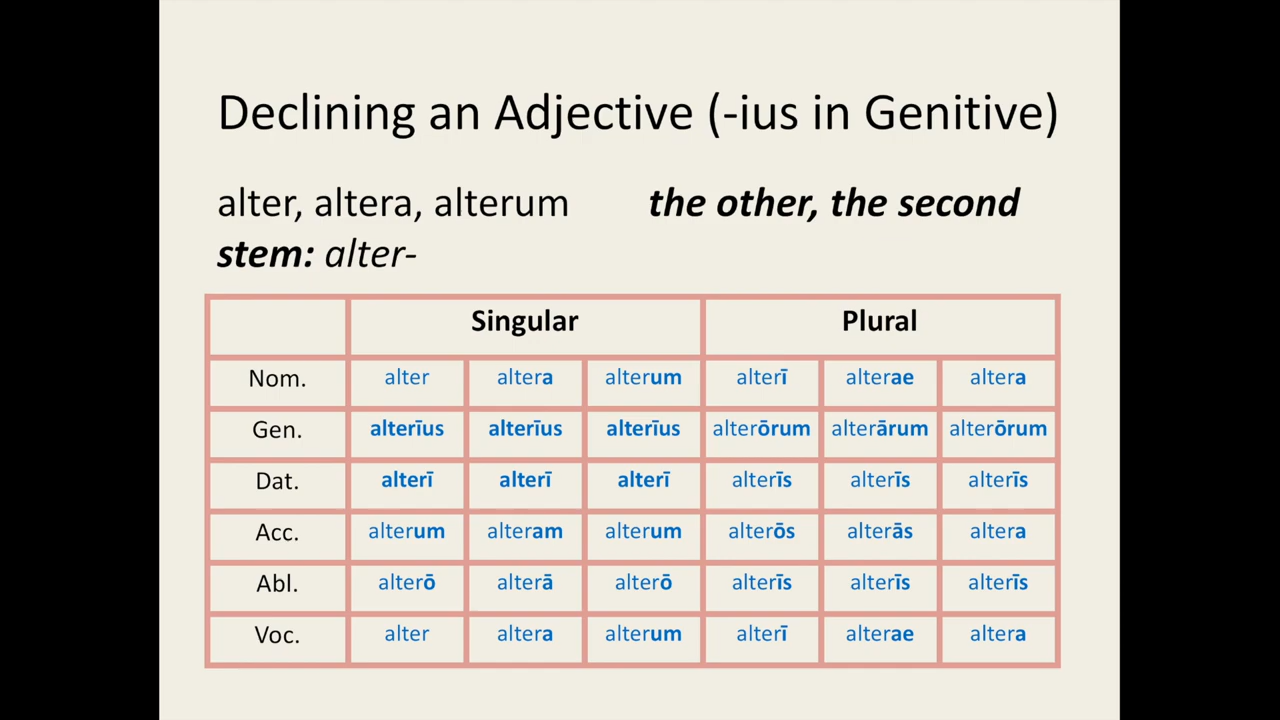 Declining an Adjective (-ius in Genitive)
alter, altera, alterum the other, the second
stem: alter-
Singular Plural
Nom. alter altera alterum alterī alterae altera
Gen. alterīus alterīus alterīus alterōrum alterārum alterōrum
Dat. alterī alterī alterī alterīs alterīs alterīs
Acc. alterum alteram alterum alterōs alterās altera
Abl. alterō alterā alterō alterīs alterīs alterīs
Voc. alter altera alterum alterī alterae altera